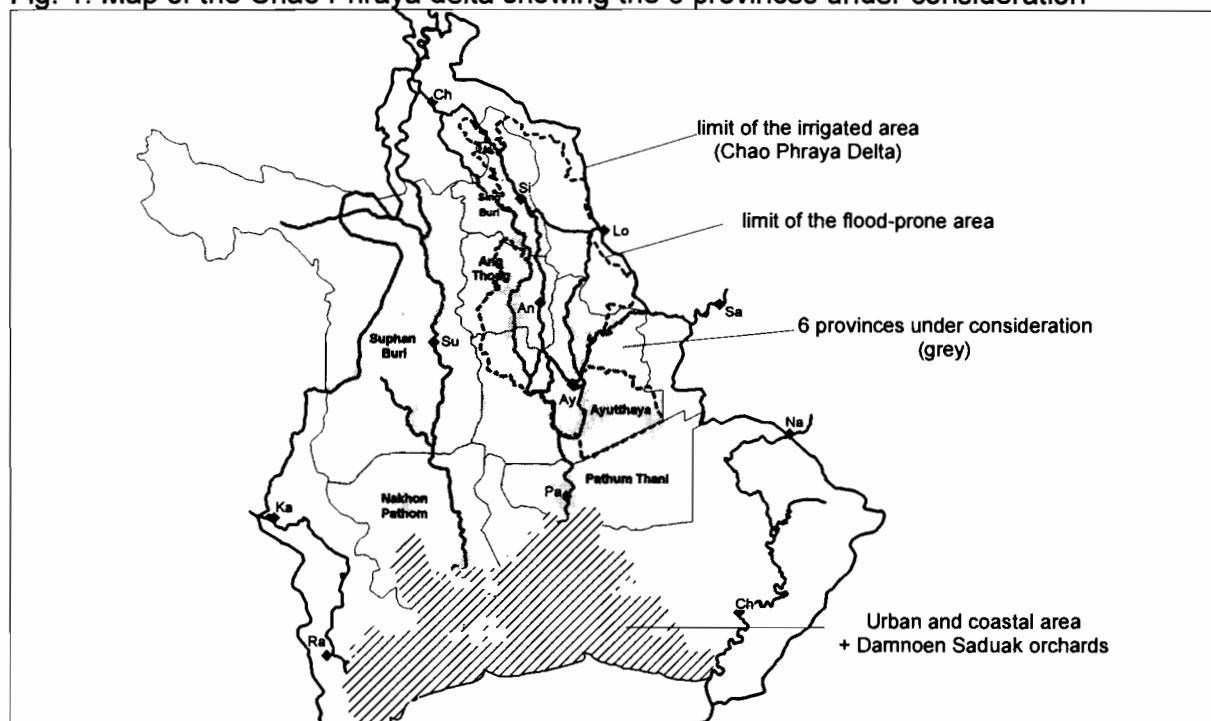 Fig. 1. Map of the Chao Phraya delta showing the 6 provinces under consideration
Ch
limit of the irrigated area
(Chao Phraya Delta)
Si
Sing
Buri
limit of the flood-prone area
Lo
Ang
Thong
An
Sa
6 provinces under consideration
(grey)
Suphan
Buri
Su
Ay
Ayutthaya
Na
Pathum Thani
Pa
Nakhon
Pathom
Ka
Ch
Urban and coastal area
+ Damnoen Saduak orchards
Ra